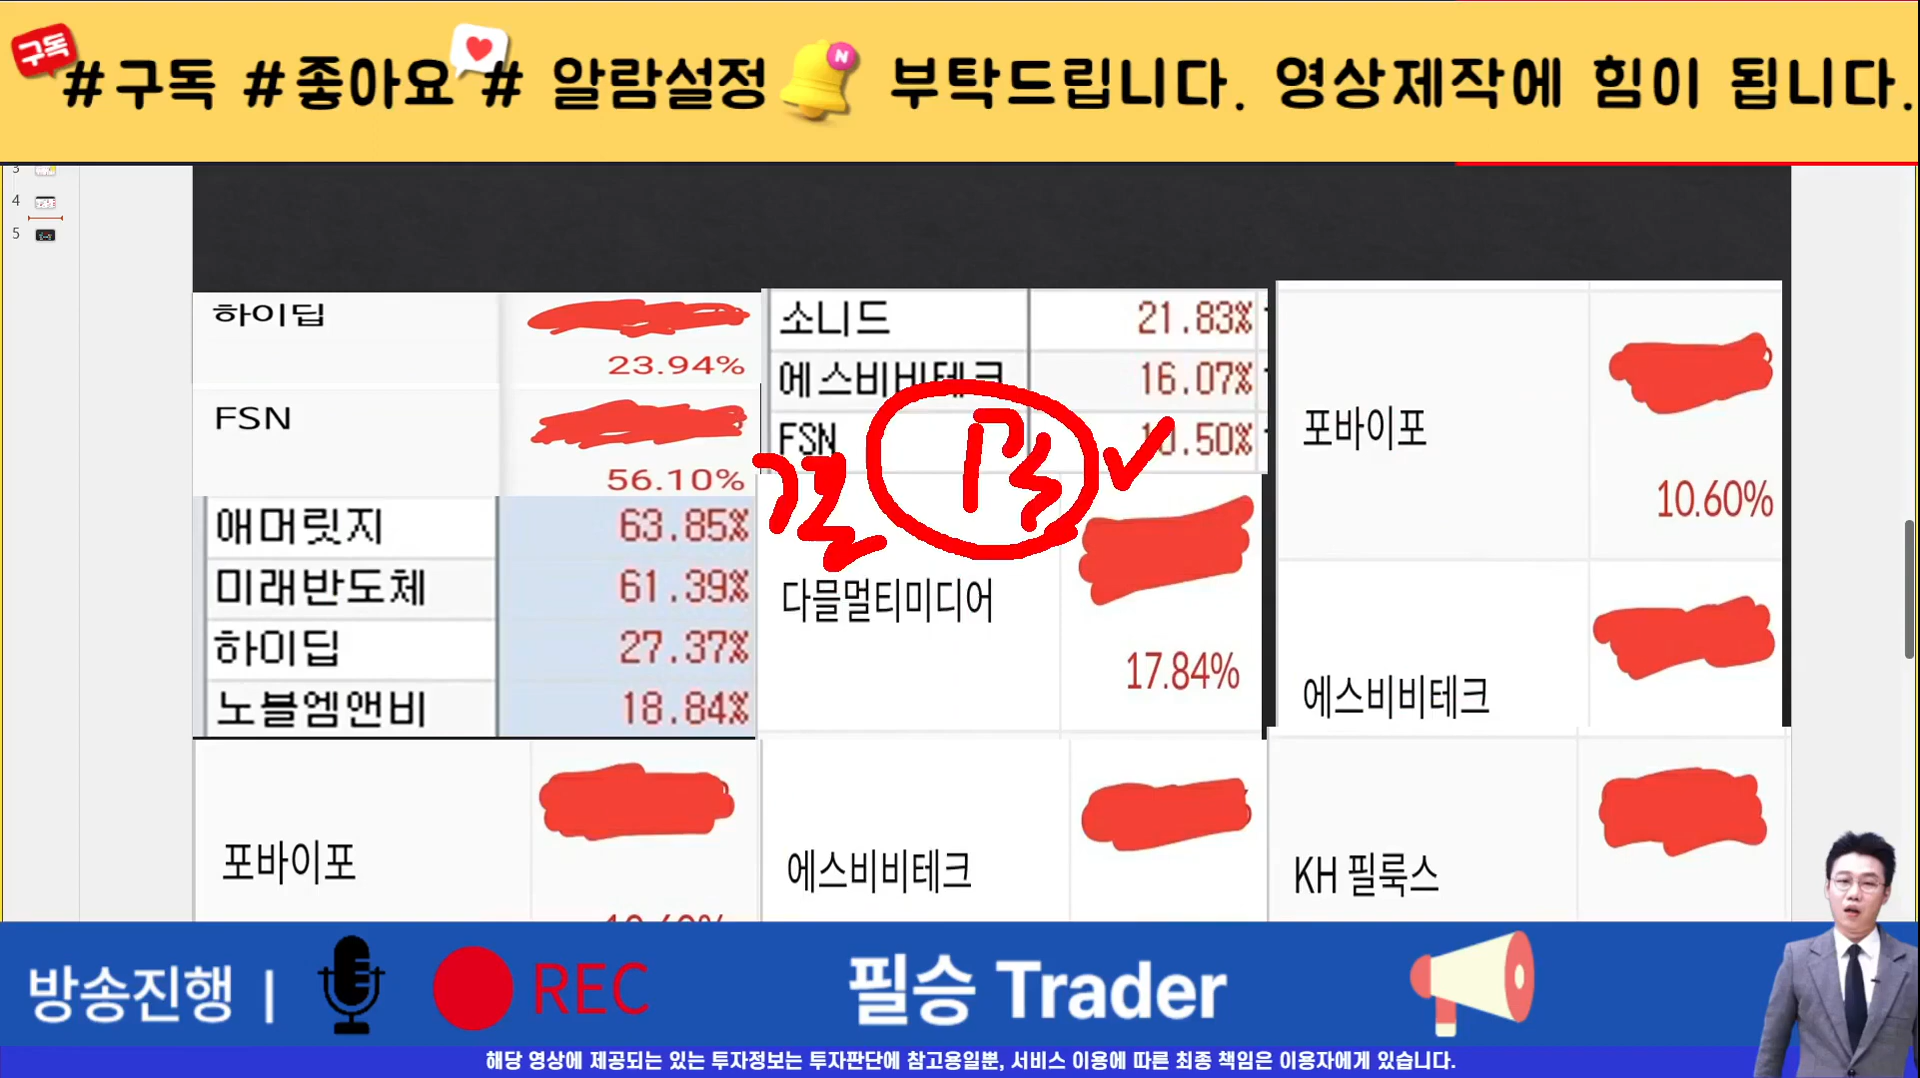 구독
#구독 #좋아요 # 알람설정 N 부탁드립니다. 영상제작에 힘이 됩니다.
3
4
5
하이딥
23.94%
FSN
56.10%
애머릿지 63.85%
미래반도체 61.39%
하이딥 27.37%
노블엠앤비 18.84%
소니드 21.83%
에스비비테크 16.07%
FSN 10.50%
다믈멀티미디어
17.84%
포바이포
10.60%
에스비비테크
포바이포
에스비비테크
KH 필룩스
방송진행 | REC 필승 Trader
해당 영상에 제공되는 있는 투자정보는 투자판단에 참고용일뿐, 서비스 이용에 따른 최종 책임은 이용자에게 있습니다.